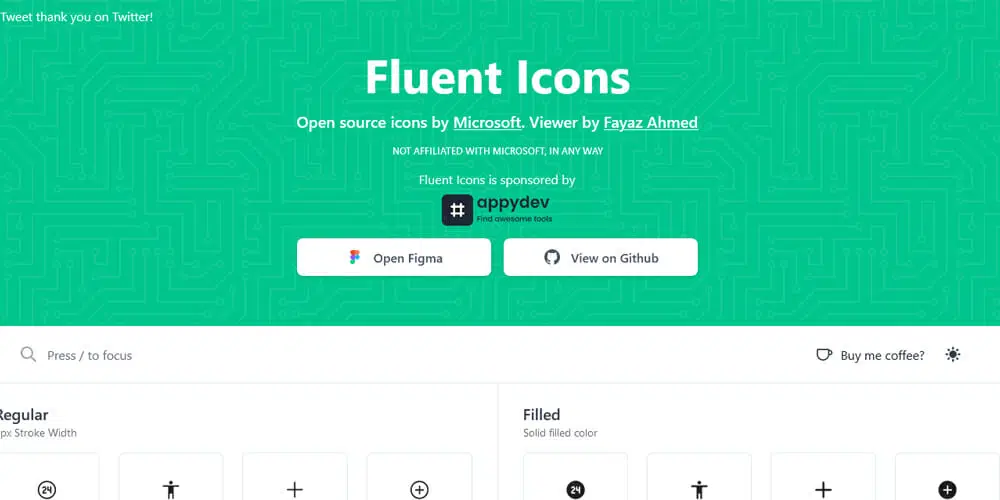 Tweet thank you on Twitter!
Fluent Icons
Open source icons by Microsoft. Viewer by Fayaz Ahmed
NOT AFFILIATED WITH MICROSOFT, IN ANY WAY
Fluent Icons is sponsored by
appydev
Find awesome tools
Open Figma
View on Github
Press / to focus
Buy me coffee?
Regular
px Stroke Width
Filled
Solid filled color
24
24